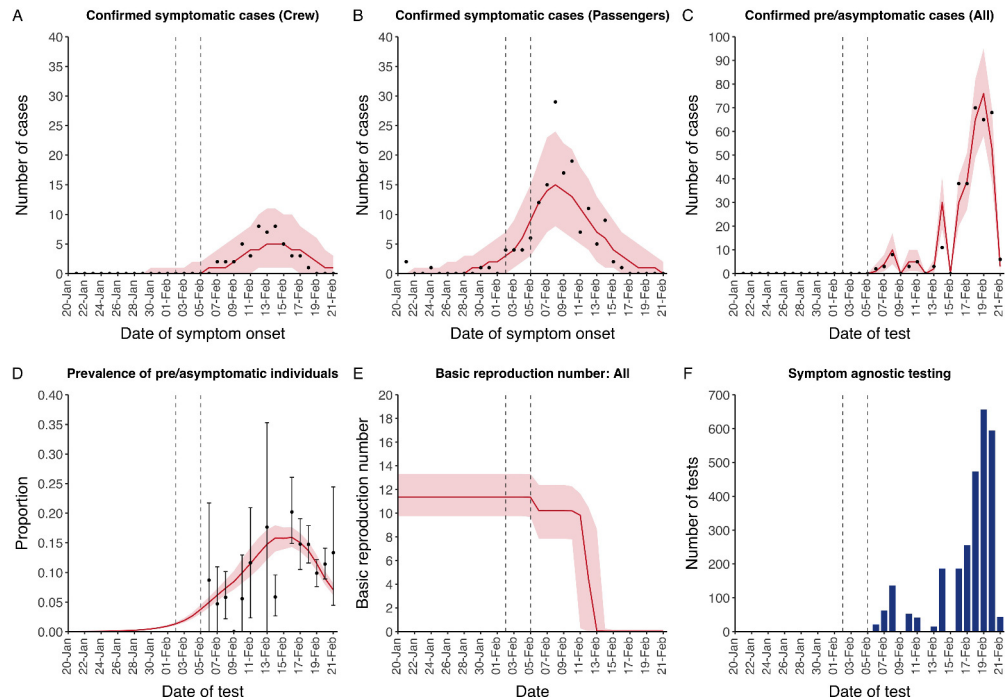 A
Confirmed symptomatic cases (Crew)
Number of cases
40
35
30
25
20
15
10
5
0
20-Jan
22-Jan
24-Jan
26-Jan
28-Jan
30-Jan
01-Feb
03-Feb
05-Feb
07-Feb
09-Feb
11-Feb
13-Feb
15-Feb
17-Feb
19-Feb
21-Feb
Date of symptom onset
B
Confirmed symptomatic cases (Passengers)
Number of cases
40
35
30
25
20
15
10
5
0
20-Jan
22-Jan
24-Jan
26-Jan
28-Jan
30-Jan
01-Feb
03-Feb
05-Feb
07-Feb
09-Feb
11-Feb
13-Feb
15-Feb
17-Feb
19-Feb
21-Feb
Date of symptom onset
C
Confirmed pre/asymptomatic cases (All)
Number of cases
100
90
80
70
60
50
40
30
20
10
0
20-Jan
22-Jan
24-Jan
26-Jan
28-Jan
30-Jan
01-Feb
03-Feb
05-Feb
07-Feb
09-Feb
11-Feb
13-Feb
15-Feb
17-Feb
19-Feb
21-Feb
Date of test
D
Prevalence of pre/asymptomatic individuals
Proportion
0.40
0.35
0.30
0.25
0.20
0.15
0.10
0.05
0.00
20-Jan
22-Jan
24-Jan
26-Jan
28-Jan
30-Jan
01-Feb
03-Feb
05-Feb
07-Feb
09-Feb
11-Feb
13-Feb
15-Feb
17-Feb
19-Feb
21-Feb
Date of test
E
Basic reproduction number: All
Basic reproduction number
20
18
16
14
12
10
8
6
4
2
0
20-Jan
22-Jan
24-Jan
26-Jan
28-Jan
30-Jan
01-Feb
03-Feb
05-Feb
07-Feb
09-Feb
11-Feb
13-Feb
15-Feb
17-Feb
19-Feb
21-Feb
Date
F
Symptom agnostic testing
Number of tests
700
600
500
400
300
200
100
0
20-Jan
22-Jan
24-Jan
26-Jan
28-Jan
30-Jan
01-Feb
03-Feb
05-Feb
07-Feb
09-Feb
11-Feb
13-Feb
15-Feb
17-Feb
19-Feb
21-Feb
Date of test